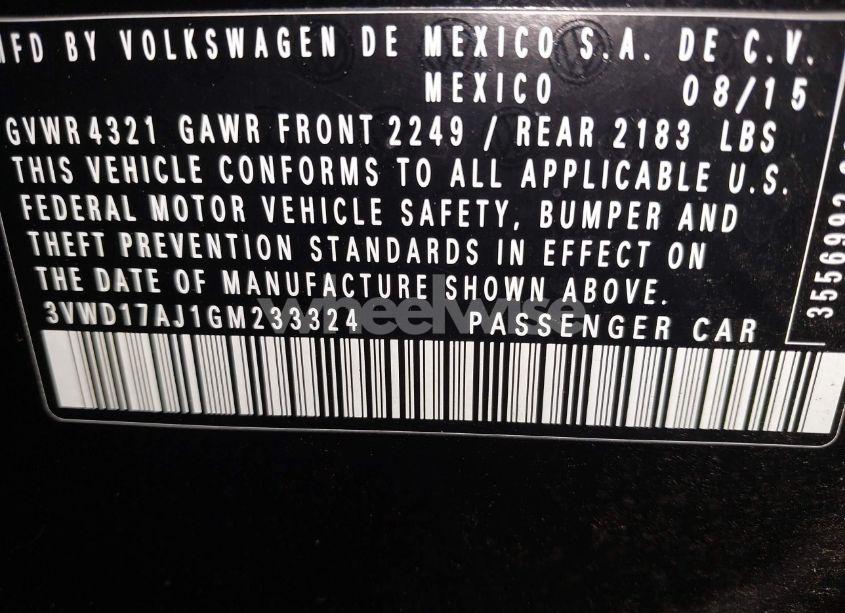 MFD BY VOLKSWAGEN DE MEXICO S.A. DE C.V.
MEXICO 08/15
GVWR 4321 GAWR FRONT 2249 / REAR 2183 LBS
THIS VEHICLE CONFORMS TO ALL APPLICABLE U.S.
FEDERAL MOTOR VEHICLE SAFETY, BUMPER AND
THEFT PREVENTION STANDARDS IN EFFECT ON
THE DATE OF MANUFACTURE SHOWN ABOVE.
3VWD17AJ1GM233324 PASSENGER CAR
wheelwise
3556992